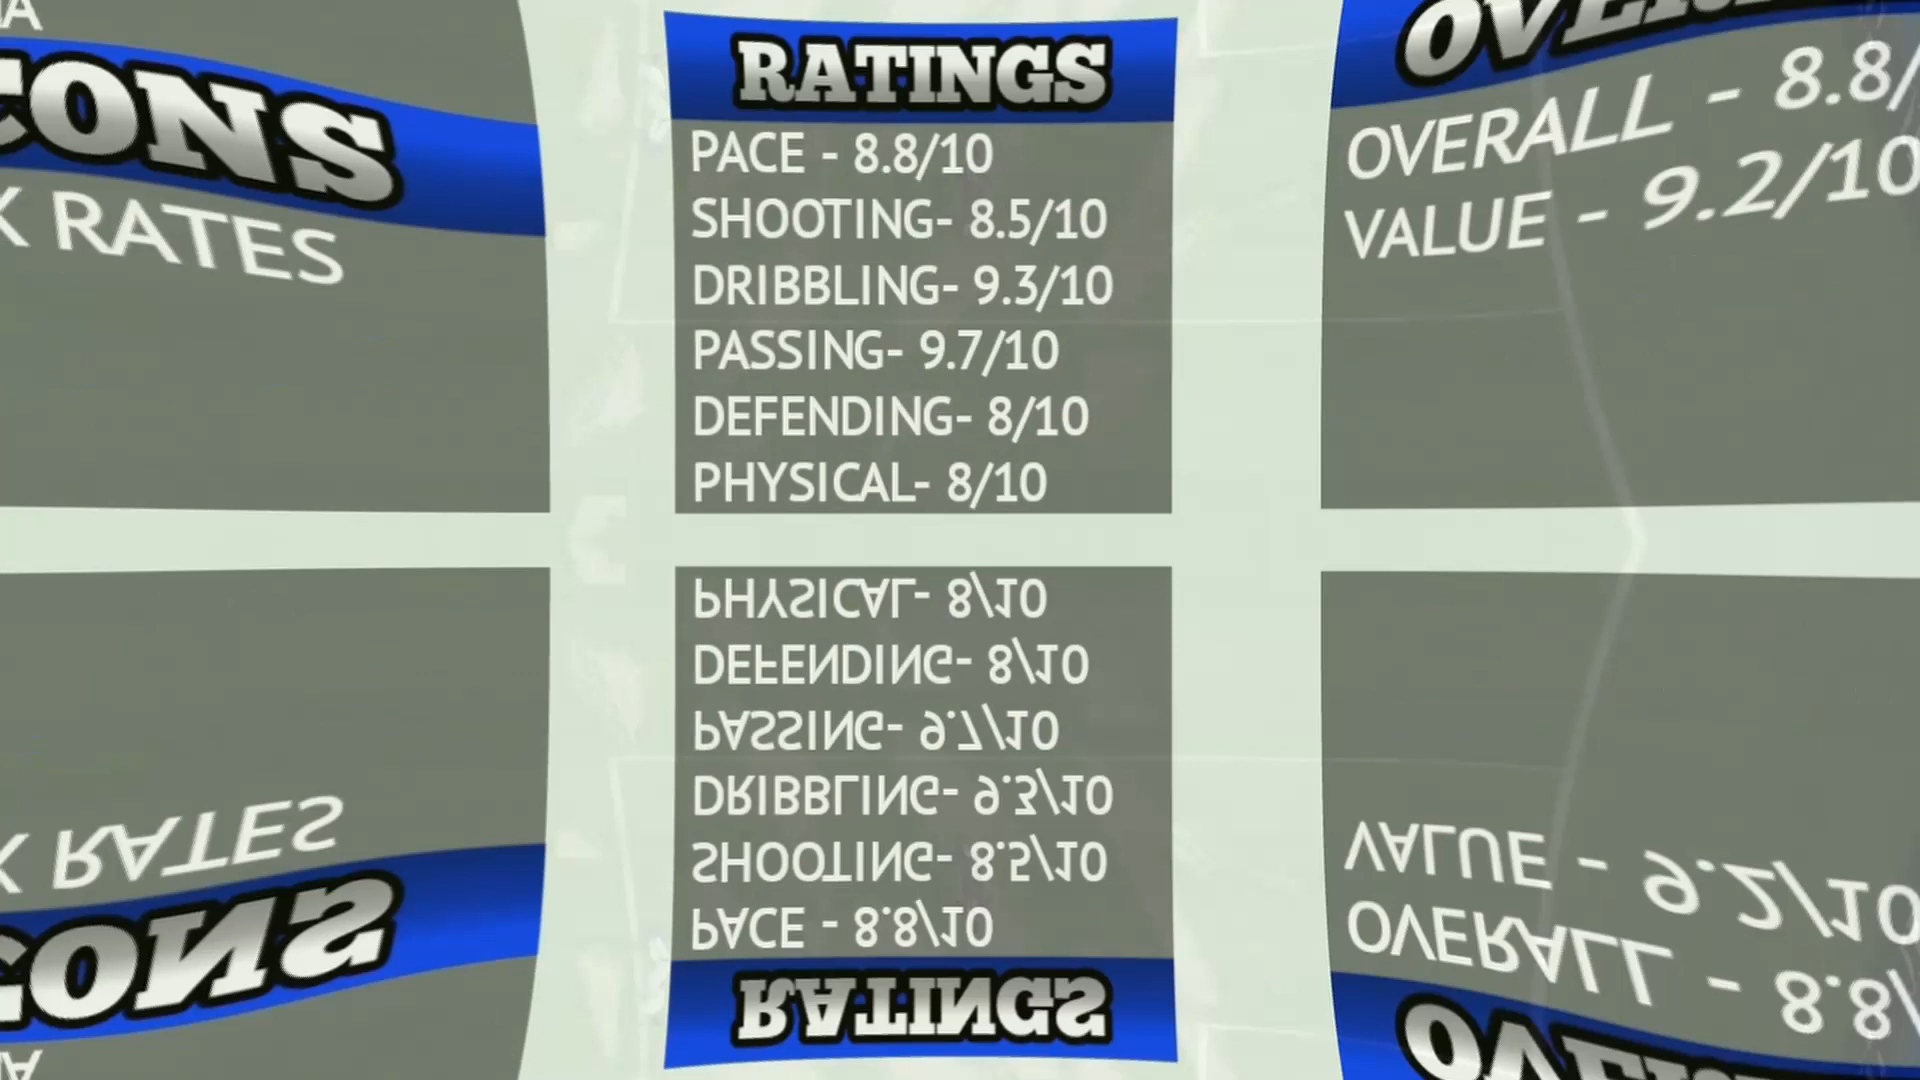 CONS
RATES
RATINGS
PACE - 8.8/10
SHOOTING- 8.5/10
DRIBBLING- 9.3/10
PASSING- 9.7/10
DEFENDING- 8/10
PHYSICAL- 8/10
OVERALL - 8.8/
VALUE - 9.2/10
PHYSICAL- 8/10
DEFENDING- 8/10
PASSING- 9.7/10
DRIBBLING- 9.3/10
SHOOTING- 8.5/10
PACE - 8.8/10
RATINGS
RATES
CONS
VALUE - 9.2/10
OVERALL - 8.8/